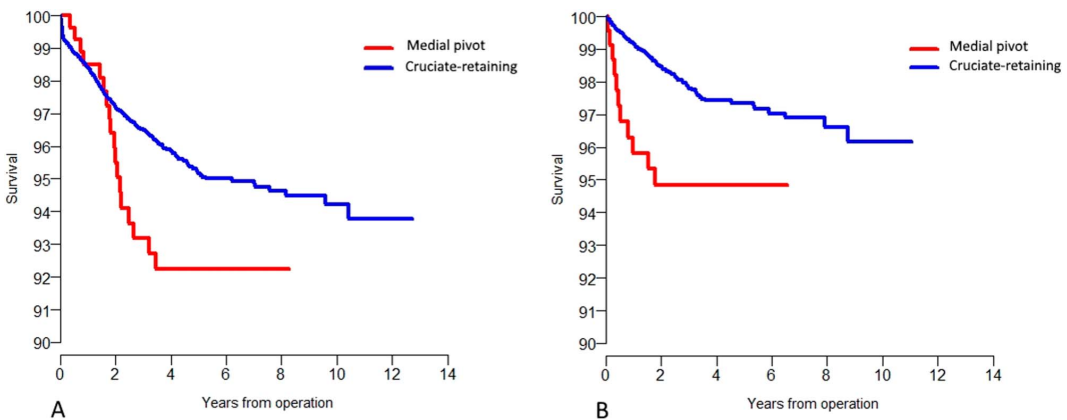 100
99
98
97
96
95
94
93
92
91
90
Survival
0 2 4 6 8 10 12 14
Years from operation
Medial pivot
Cruciate-retaining
A
100
99
98
97
96
95
94
93
92
91
90
Survival
0 2 4 6 8 10 12 14
Years from operation
Medial pivot
Cruciate-retaining
B